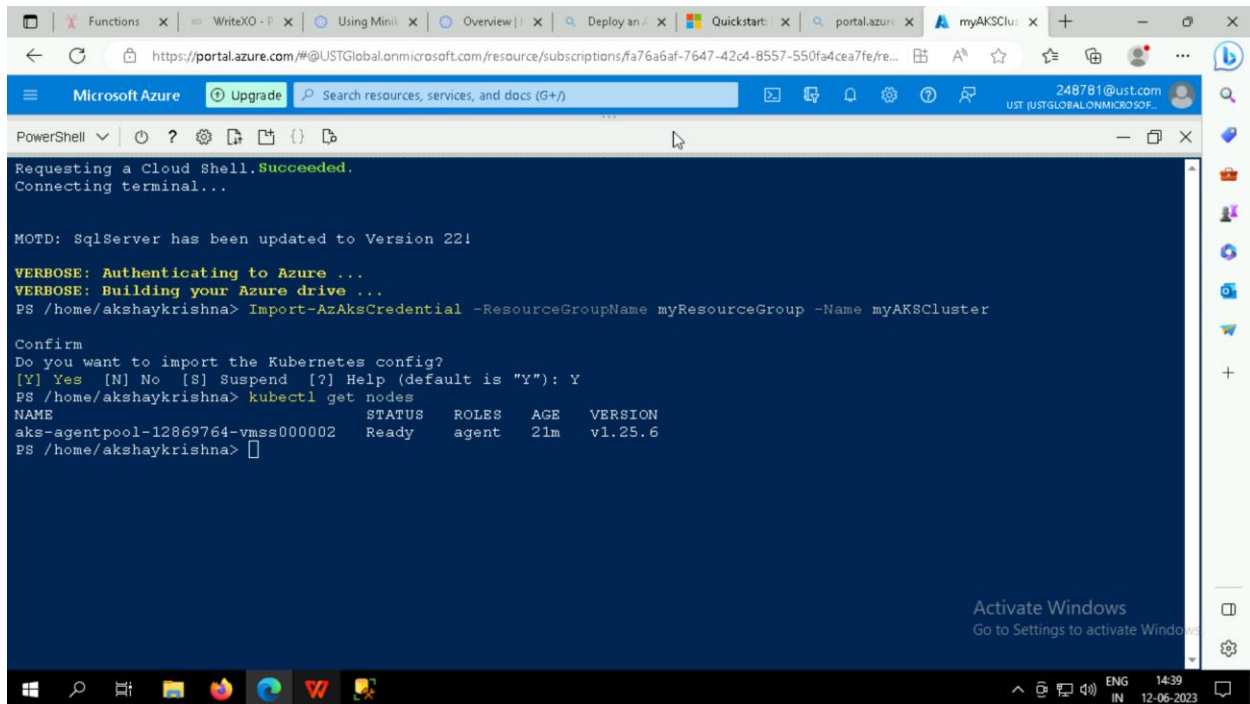 Functions
WriteXO - P
Using Mini
Overview |
Deploy an A
Quickstart:
portal.azure
myAKSClus
https://portal.azure.com/#@USTGlobal.onmicrosoft.com/resource/subscriptions/fa76a6af-7647-42c4-8557-550fa4cea7fe/re...
Microsoft Azure
Upgrade
Search resources, services, and docs (G+/)
248781@ust.com
UST (USTGLOBAL.ONMICROSOF...
PowerShell
Requesting a Cloud Shell.Succeeded.
Connecting terminal...
MOTD: SqlServer has been updated to Version 22!
VERBOSE: Authenticating to Azure ...
VERBOSE: Building your Azure drive ...
PS /home/akshaykrishna> Import-AzAksCredential -ResourceGroupName myResourceGroup -Name myAKSCluster
Confirm
Do you want to import the Kubernetes config?
[Y] Yes  [N] No  [S] Suspend  [?] Help (default is "Y"): Y
PS /home/akshaykrishna> kubectl get nodes
NAME STATUS ROLES AGE VERSION
aks-agentpool-12869764-vmss000002 Ready agent 21m v1.25.6
PS /home/akshaykrishna>
Activate Windows
Go to Settings to activate Windows
ENG 14:39
IN 12-06-2023